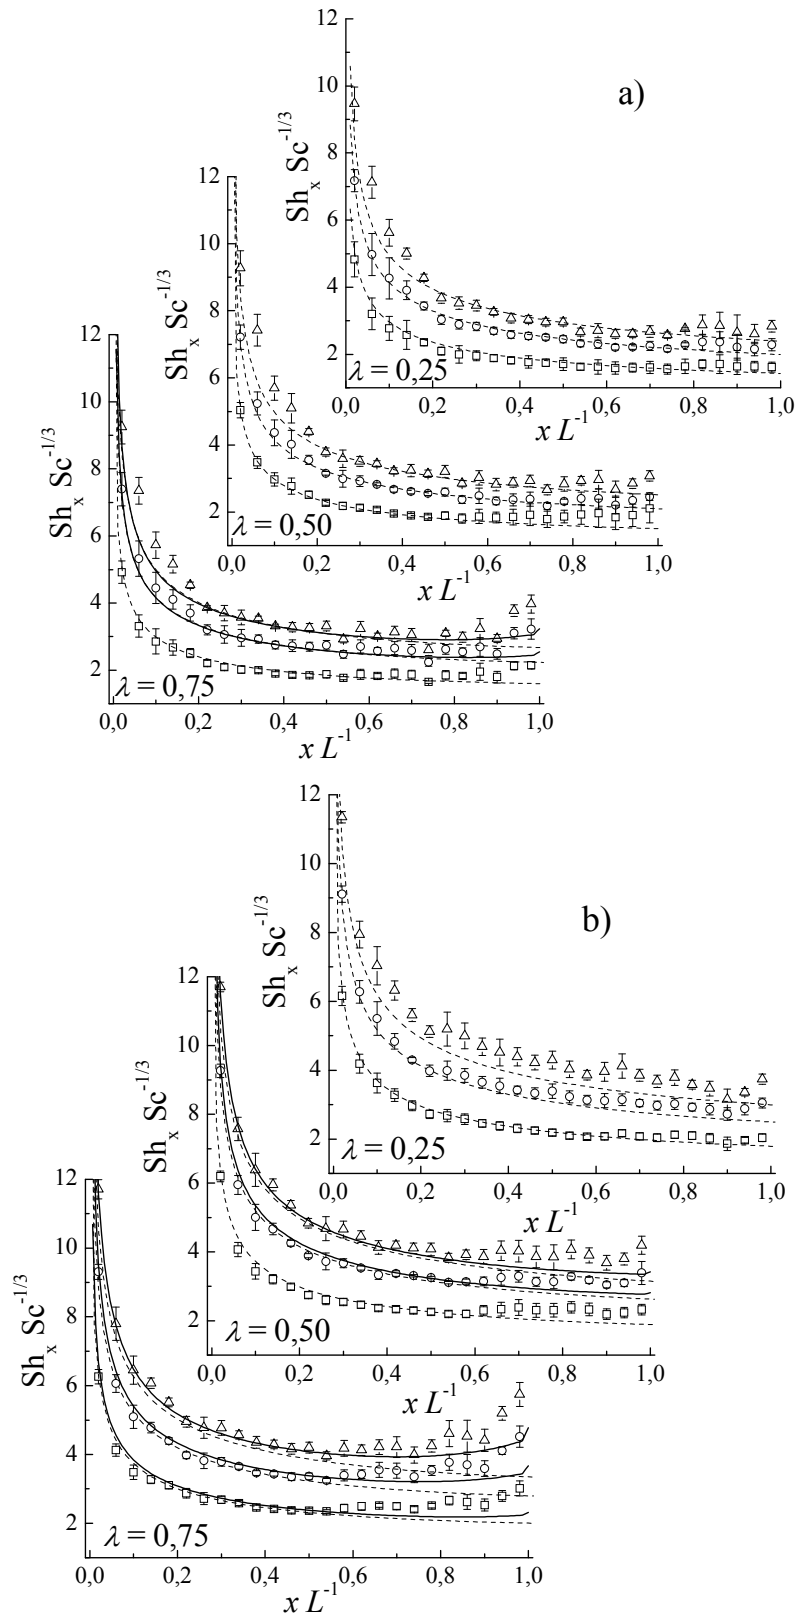 12
10
8
6
4
2
Sh_x Sc^{-1/3}
a)
λ = 0,25
0,0 0,2 0,4 0,6 0,8 1,0
x L^{-1}
12
10
8
6
4
2
Sh_x Sc^{-1/3}
λ = 0,50
0,0 0,2 0,4 0,6 0,8 1,0
x L^{-1}
12
10
8
6
4
2
Sh_x Sc^{-1/3}
λ = 0,75
0,0 0,2 0,4 0,6 0,8 1,0
x L^{-1}
12
10
8
6
4
2
Sh_x Sc^{-1/3}
b)
λ = 0,25
0,0 0,2 0,4 0,6 0,8 1,0
x L^{-1}
12
10
8
6
4
2
Sh_x Sc^{-1/3}
λ = 0,50
0,0 0,2 0,4 0,6 0,8 1,0
x L^{-1}
12
10
8
6
4
2
Sh_x Sc^{-1/3}
λ = 0,75
0,0 0,2 0,4 0,6 0,8 1,0
x L^{-1}